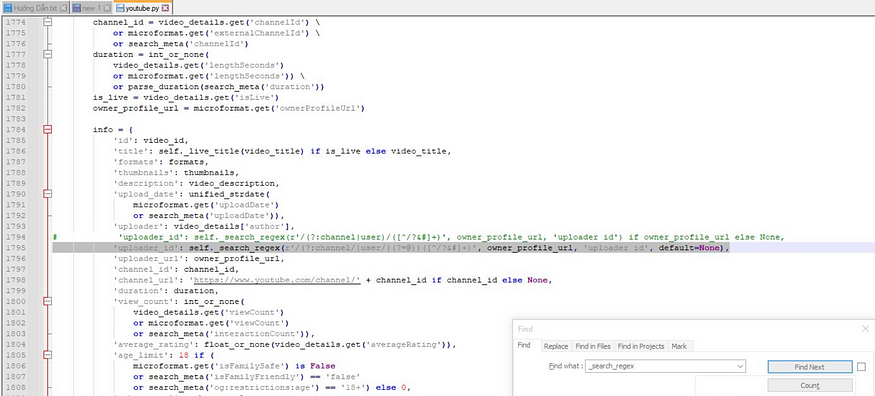 Hướng Dẫn.txt new 1 youtube.py
1774 channel_id = video_details.get('channelId') \
1775 or microformat.get('externalChannelId') \
1776 or search_meta('channelId')
1777 duration = int_or_none(
1778 video_details.get('lengthSeconds')
1779 or microformat.get('lengthSeconds')) \
1780 or parse_duration(search_meta('duration'))
1781 is_live = video_details.get('isLive')
1782 owner_profile_url = microformat.get('ownerProfileUrl')
1783
1784 info = {
1785 'id': video_id,
1786 'title': self._live_title(video_title) if is_live else video_title,
1787 'formats': formats,
1788 'thumbnails': thumbnails,
1789 'description': video_description,
1790 'upload_date': unified_strdate(
1791 microformat.get('uploadDate')
1792 or search_meta('uploadDate')),
1793 'uploader': video_details['author'],
1794 # 'uploader_id': self._search_regex(r'/(?:channel|user)/([^/?&#]+)', owner_profile_url, 'uploader id') if owner_profile_url else None,
1795 'uploader_id': self._search_regex(r'/(?:channel/|user/|(?=@))([^/?&#]+)', owner_profile_url, 'uploader id', default=None),
1796 'uploader_url': owner_profile_url,
1797 'channel_id': channel_id,
1798 'channel_url': 'https://www.youtube.com/channel/' + channel_id if channel_id else None,
1799 'duration': duration,
1800 'view_count': int_or_none(
1801 video_details.get('viewCount')
1802 or microformat.get('viewCount')
1803 or search_meta('interactionCount')),
1804 'average_rating': float_or_none(video_details.get('averageRating')),
1805 'age_limit': 18 if (
1806 microformat.get('isFamilySafe') is False
1807 or search_meta('isFamilyFriendly') == 'false'
1808 or search_meta('og:restrictions:age') == '18+') else 0,
Find
Find Replace Find in Files Find in Projects Mark
Find what : _search_regex Find Next
Count